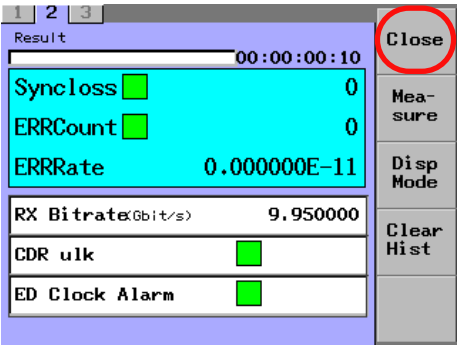 1 2 3
Result
00:00:00:10
Syncloss 0
ERRCount 0
ERRRate 0.000000E-11
RX Bitrate(Gbit/s) 9.950000
CDR ulk
ED Clock Alarm
Close
Mea-
sure
Disp
Mode
Clear
Hist